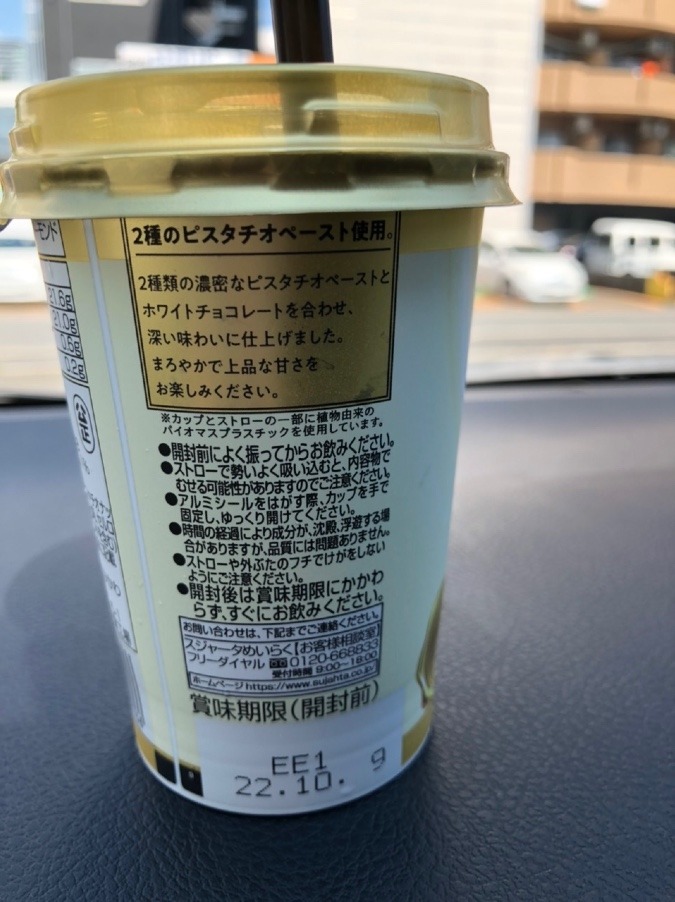 モンド
2種のピスタチオペースト使用。
2種類の濃密なピスタチオペーストと
ホワイトチョコレートを合わせ、
深い味わいに仕上げました。
まろやかで上品な甘さを
お楽しみください。
※カップとストローの一部に植物由来の
バイオマスプラスチックを使用しています。
●開封前によく振ってからお飲みください。
●ストローで勢いよく吸い込むと、内容物で
むせる可能性がありますのでご注意ください。
●アルミシールをはがす際、カップを手で
固定し、ゆっくり開けてください。
●時間の経過により成分が、沈殿、浮遊する場
合がありますが、品質には問題ありません。
●ストローや外ぶたのフチでけがをしない
ようにご注意ください。
●開封後は賞味期限にかかわ
らず、すぐにお飲みください。
お問い合わせは、下記までご連絡ください。
スジャータめいらく【お客様相談室】
フリーダイヤル 0120-668833
受付時間 9:00~18:00
ホームページ https://www.sujahta.co.jp/
賞味期限(開封前)
EE1
22.10. 9
1.6g
1.0g
0.6g
0.2g
公正